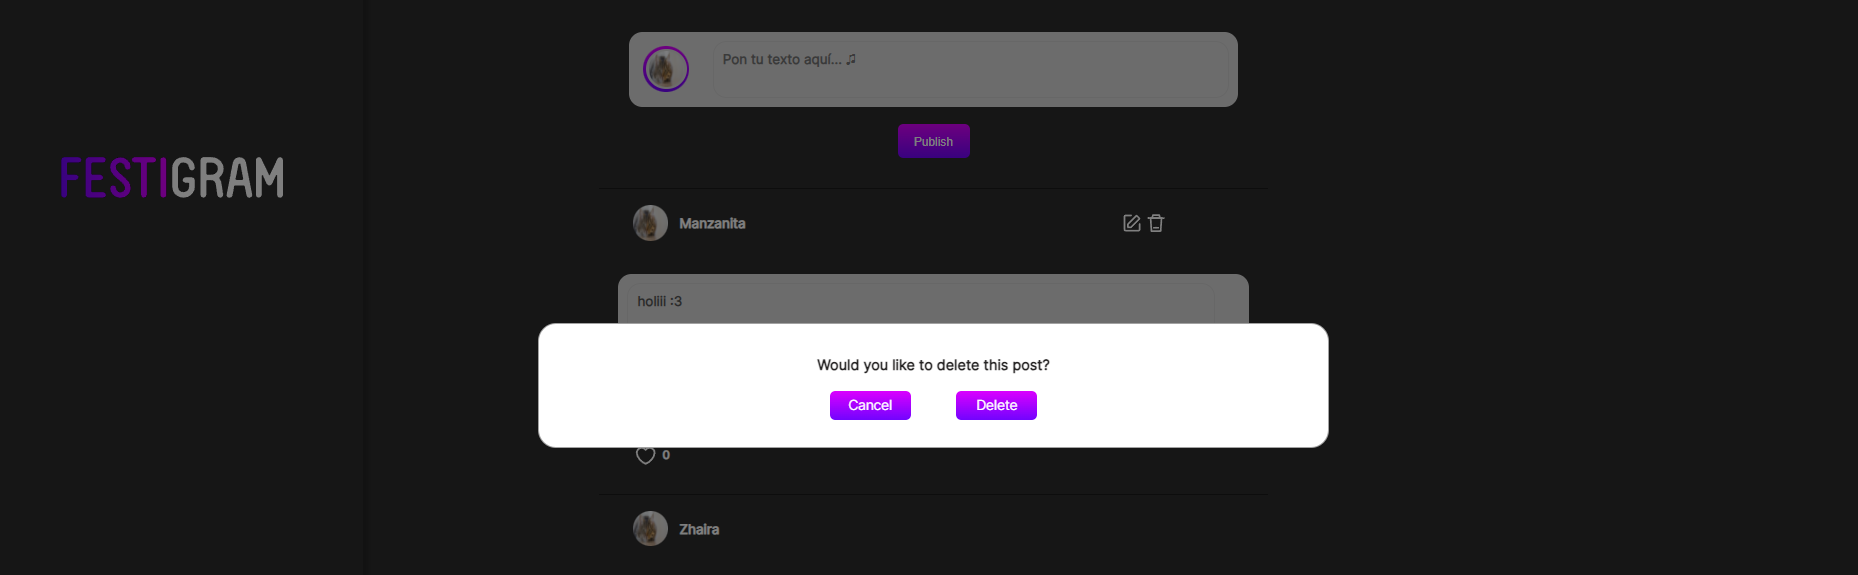 Pon tu texto aquí... ♫
Publish
FESTIGRAM
Manzanita
holiii :3
Would you like to delete this post?
Cancel
Delete
0
Zhaira